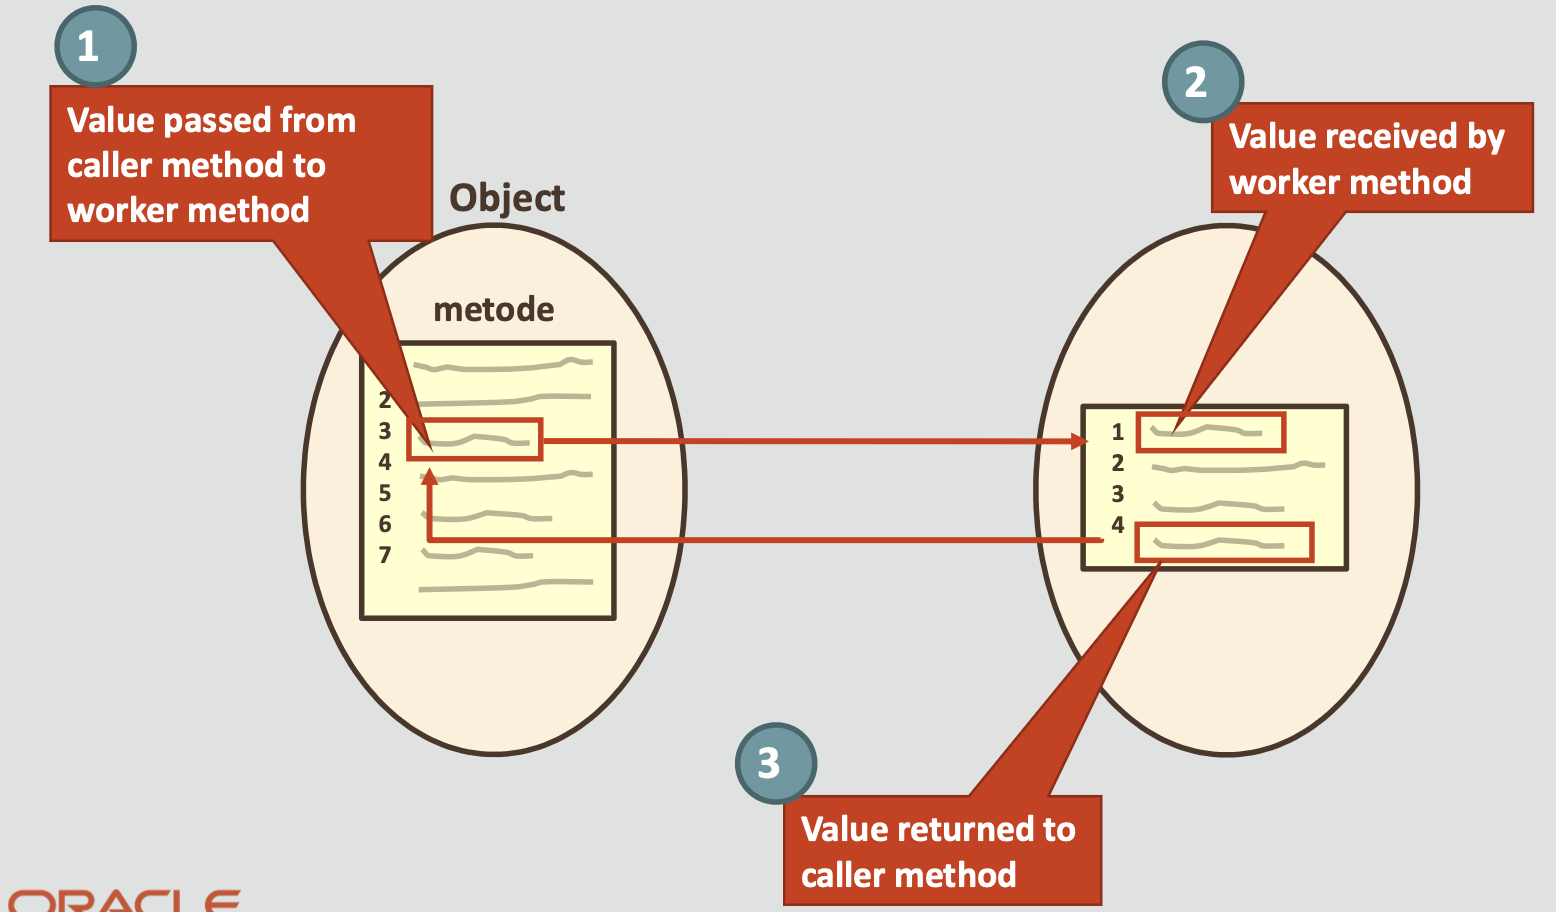 1
Value passed from
caller method to
worker method
2
Value received by
worker method
Object
metode
2
3
4
5
6
7
1
2
3
4
3
Value returned to
caller method
ORACLE